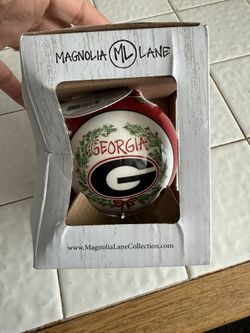 MAGNOLIA ML LANE
GEORGIA
G
www.MagnoliaLaneCollection.com